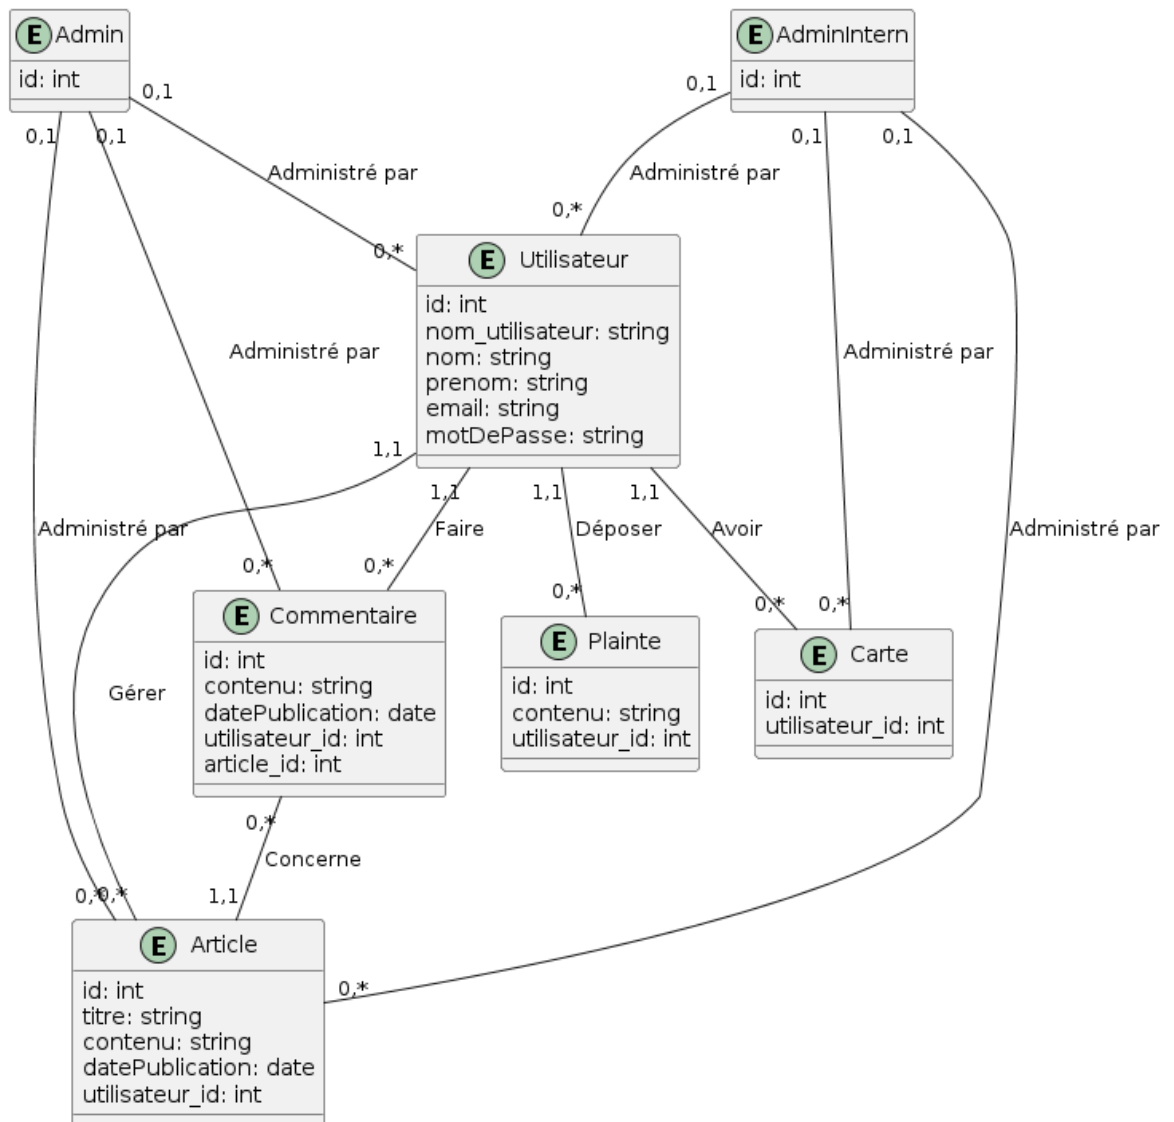 E Admin
id: int
E AdminIntern
id: int
0,1
0,1
0,1
0,1
0,1
0,1
Administré par
Administré par
0,*
0,*
E Utilisateur
id: int
nom_utilisateur: string
nom: string
prenom: string
email: string
motDePasse: string
Administré par
Administré par
1,1
1,1
1,1
1,1
Administré par
Faire
Déposer
Avoir
Administré par
0,*
0,*
0,*
0,*
0,*
E Commentaire
id: int
contenu: string
datePublication: date
utilisateur_id: int
article_id: int
E Plainte
id: int
contenu: string
utilisateur_id: int
E Carte
id: int
utilisateur_id: int
Gérer
0,*
Concerne
0,*
0,*
1,1
E Article
id: int
titre: string
contenu: string
datePublication: date
utilisateur_id: int
0,*